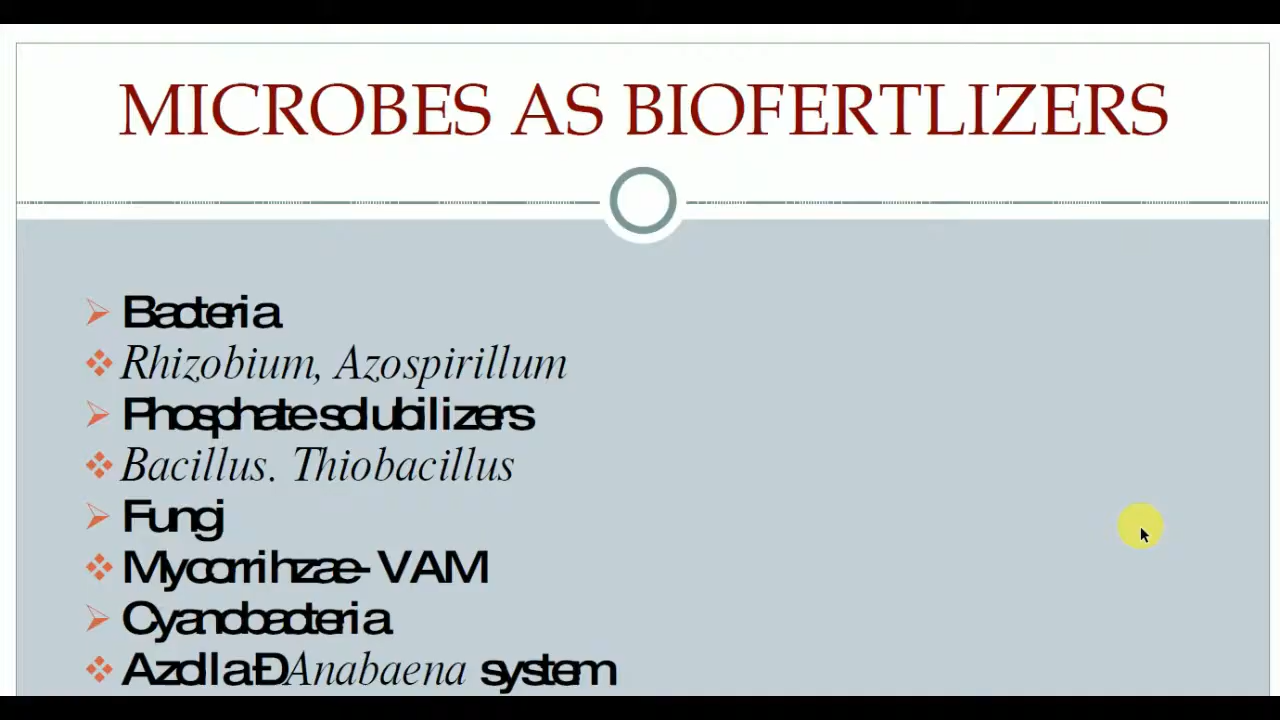 MICROBES AS BIOFERTLIZERS
Bacteria
Rhizobium, Azospirillum
Phosphate solubilizers
Bacillus. Thiobacillus
Fungi
Mycorrihzae- VAM
Cyanobacteria
AzollaÐAnabaena system